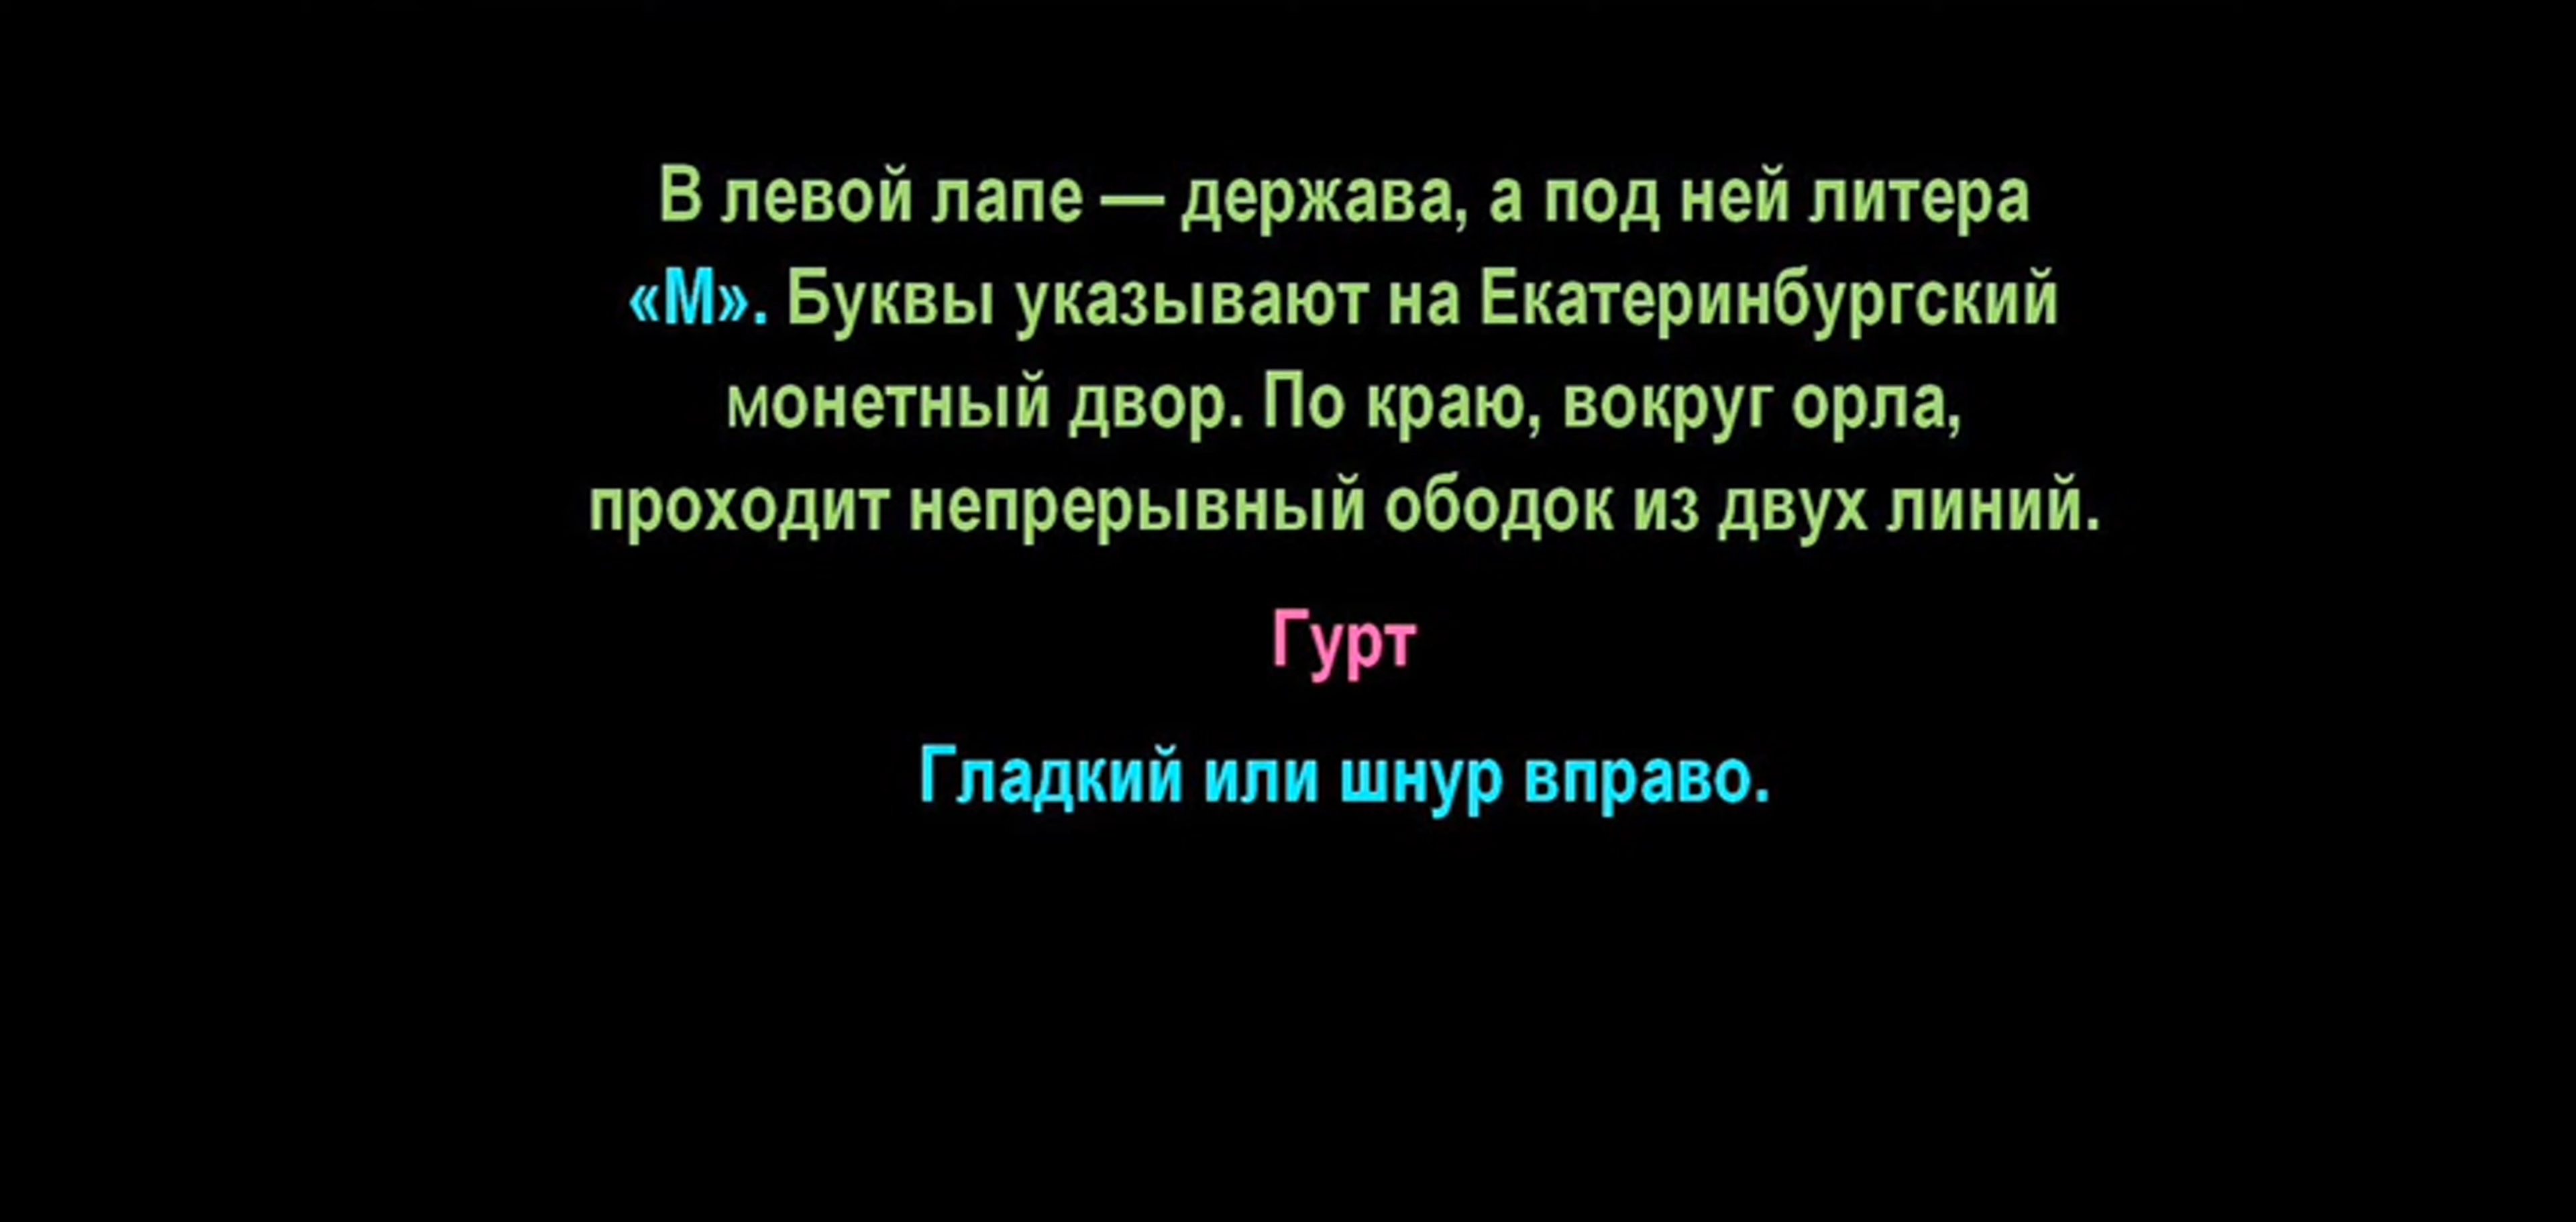 В левой лапе — держава, а под ней литера
«М». Буквы указывают на Екатеринбургский
монетный двор. По краю, вокруг орла,
проходит непрерывный ободок из двух линий.
Гурт
Гладкий или шнур вправо.